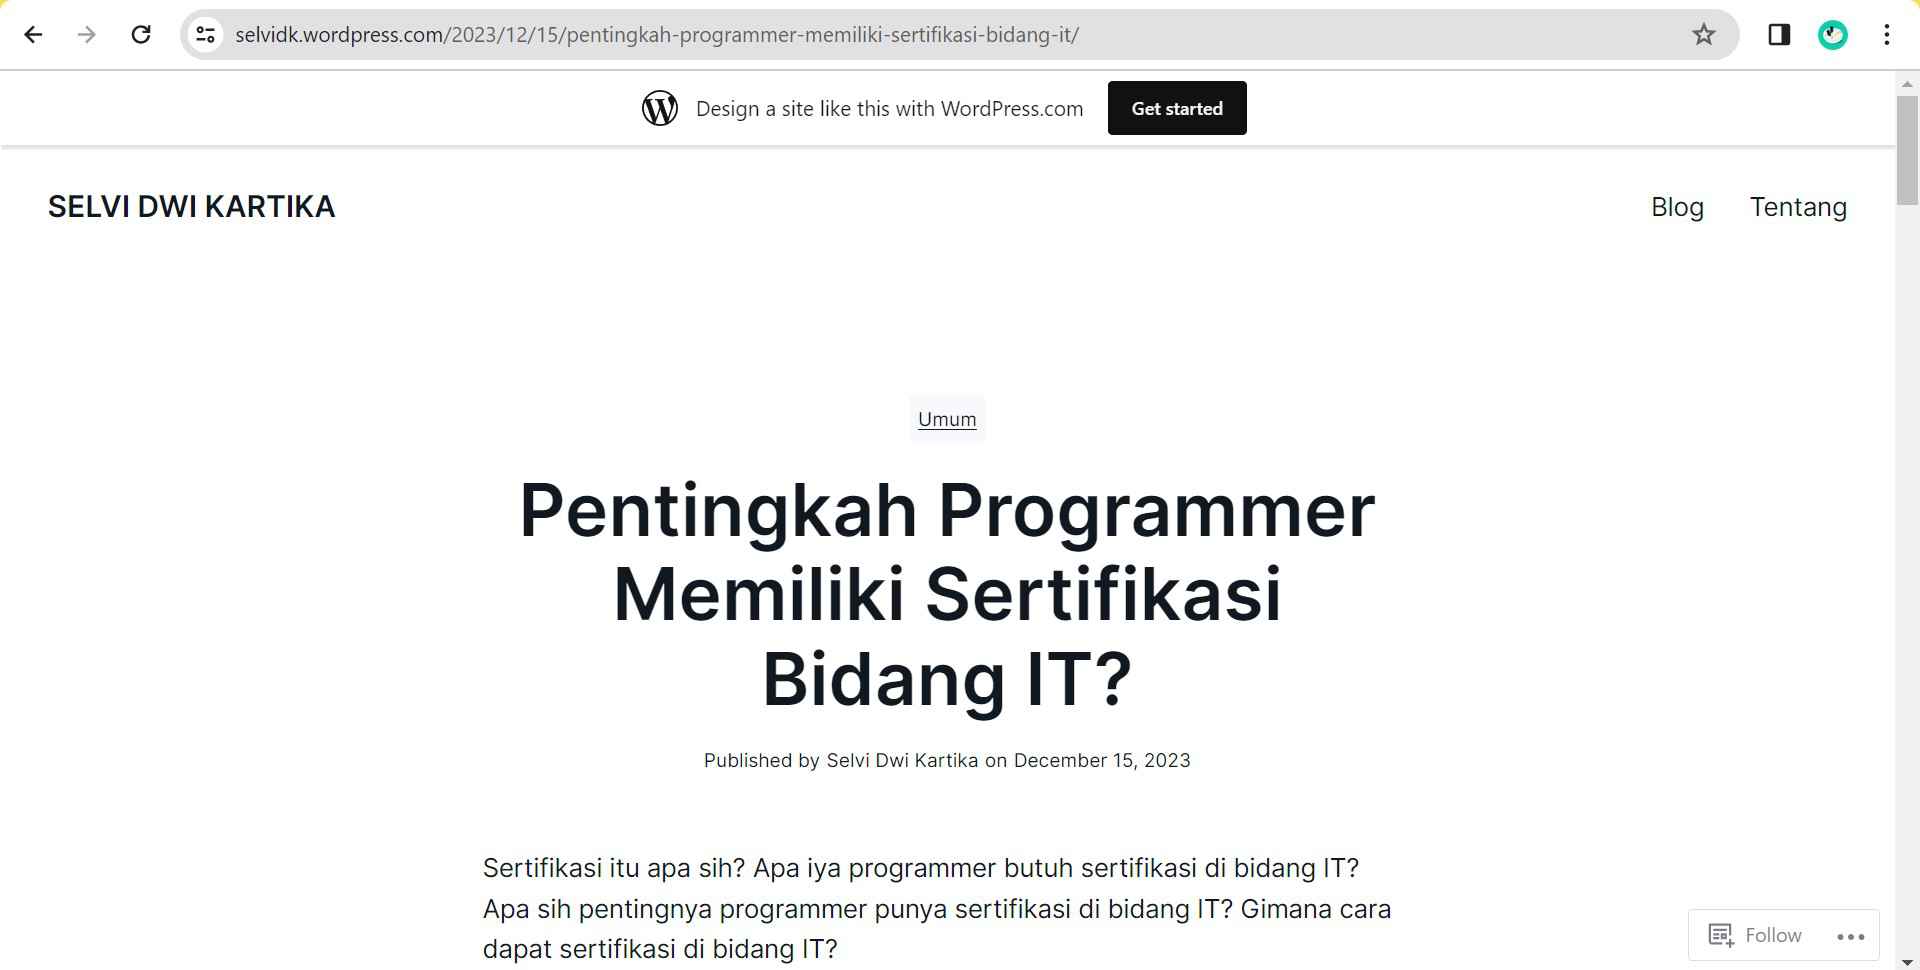 selvidk.wordpress.com/2023/12/15/pentingkah-programmer-memiliki-sertifikasi-bidang-it/
Design a site like this with WordPress.com
Get started
SELVI DWI KARTIKA
Blog
Tentang
Umum
Pentingkah Programmer
Memiliki Sertifikasi
Bidang IT?
Published by Selvi Dwi Kartika on December 15, 2023
Sertifikasi itu apa sih? Apa iya programmer butuh sertifikasi di bidang IT?
Apa sih pentingnya programmer punya sertifikasi di bidang IT? Gimana cara
dapat sertifikasi di bidang IT?
Follow